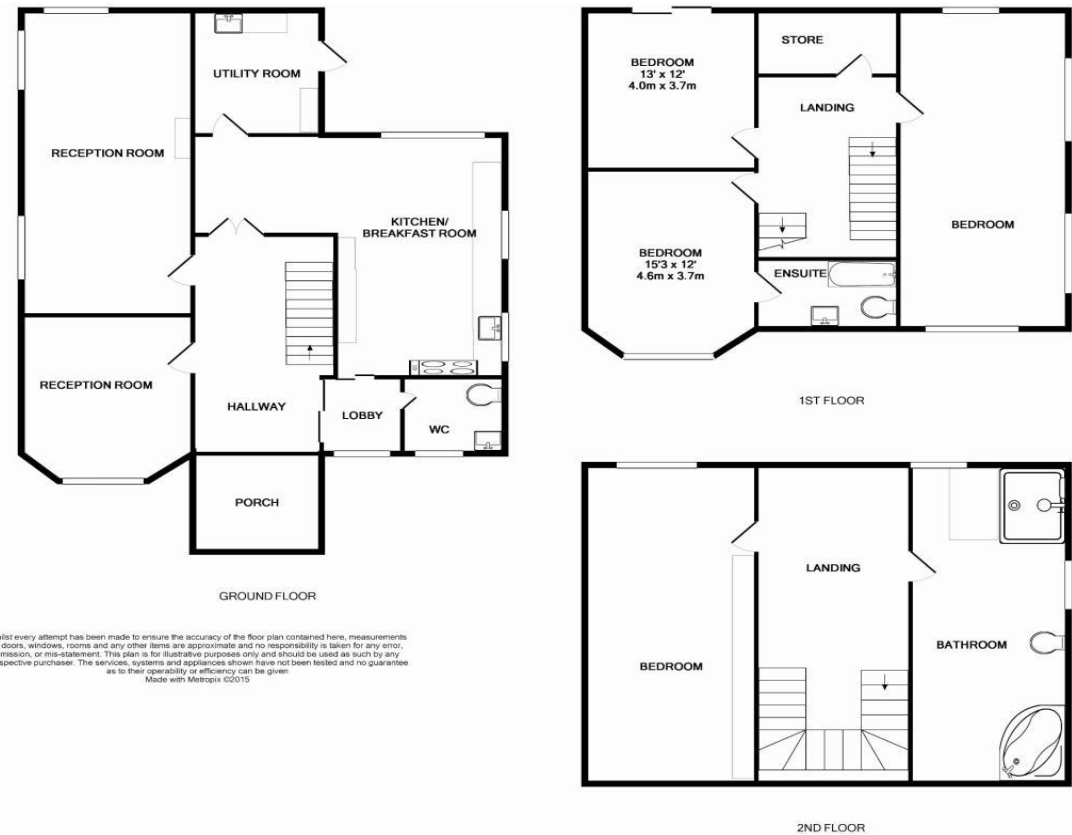 UTILITY ROOM
RECEPTION ROOM
KITCHEN/
BREAKFAST ROOM
RECEPTION ROOM
HALLWAY
LOBBY
WC
PORCH
GROUND FLOOR
ilst every attempt has been made to ensure the accuracy of the floor plan contained here, measurements
doors, windows, rooms and any other items are approximate and no responsibility is taken for any error,
mission, or mis-statement. This plan is for illustrative purposes only and should be used as such by any
spective purchaser. The services, systems and appliances shown have not been tested and no guarantee
as to their operability or efficiency can be given
Made with Metropix ©2015
STORE
BEDROOM
13' x 12'
4.0m x 3.7m
LANDING
BEDROOM
BEDROOM
15'3 x 12'
4.6m x 3.7m
ENSUITE
1ST FLOOR
LANDING
BATHROOM
BEDROOM
2ND FLOOR